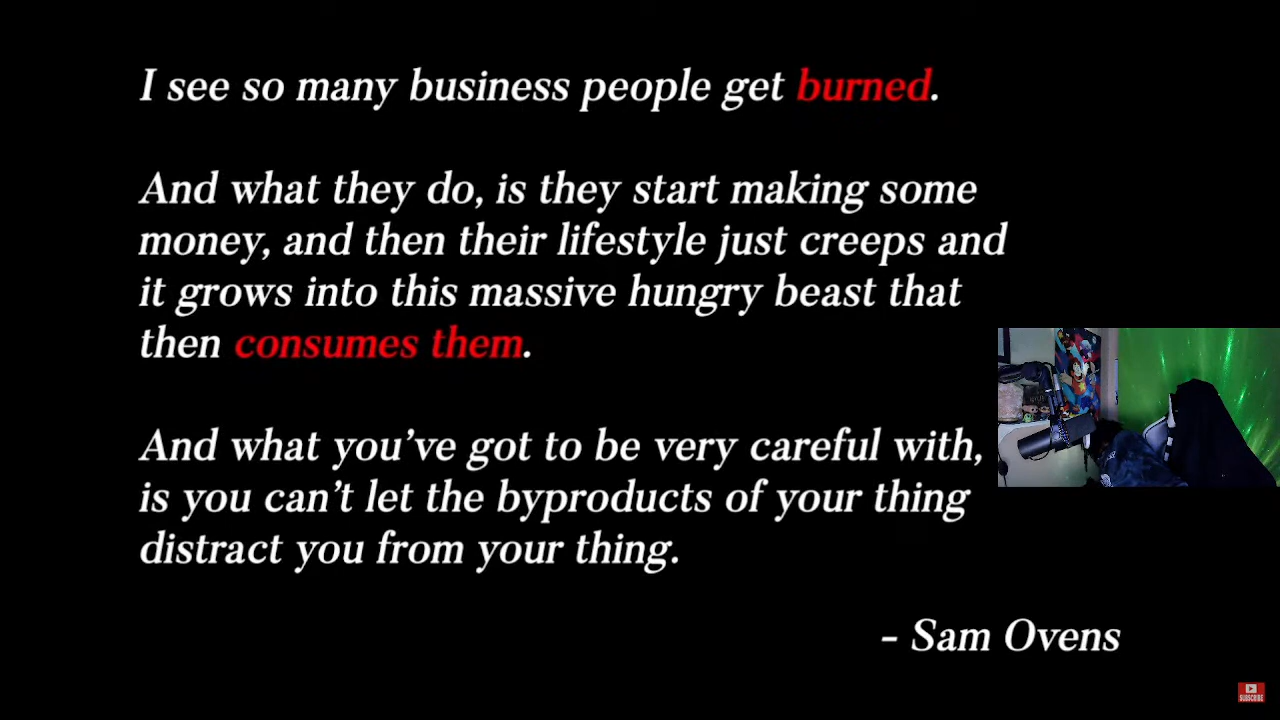 I see so many business people get burned.
And what they do, is they start making some
money, and then their lifestyle just creeps and
it grows into this massive hungry beast that
then consumes them.
And what you’ve got to be very careful with,
is you can’t let the byproducts of your thing
distract you from your thing.
- Sam Ovens
SUBSCRIBE